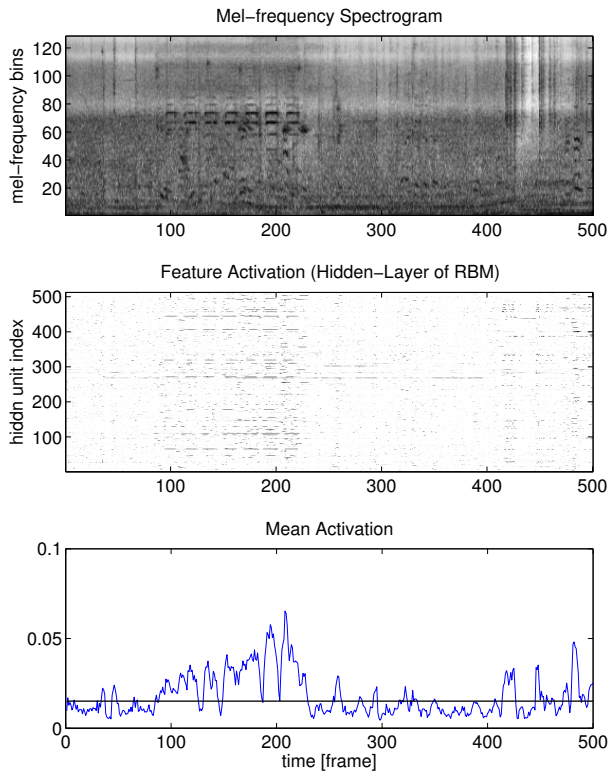 Mel−frequency Spectrogram
mel−frequency bins
120
100
80
60
40
20
100 200 300 400 500
Feature Activation (Hidden−Layer of RBM)
hiddn unit index
500
400
300
200
100
100 200 300 400 500
Mean Activation
0.1
0.05
0
0 100 200 300 400 500
time [frame]